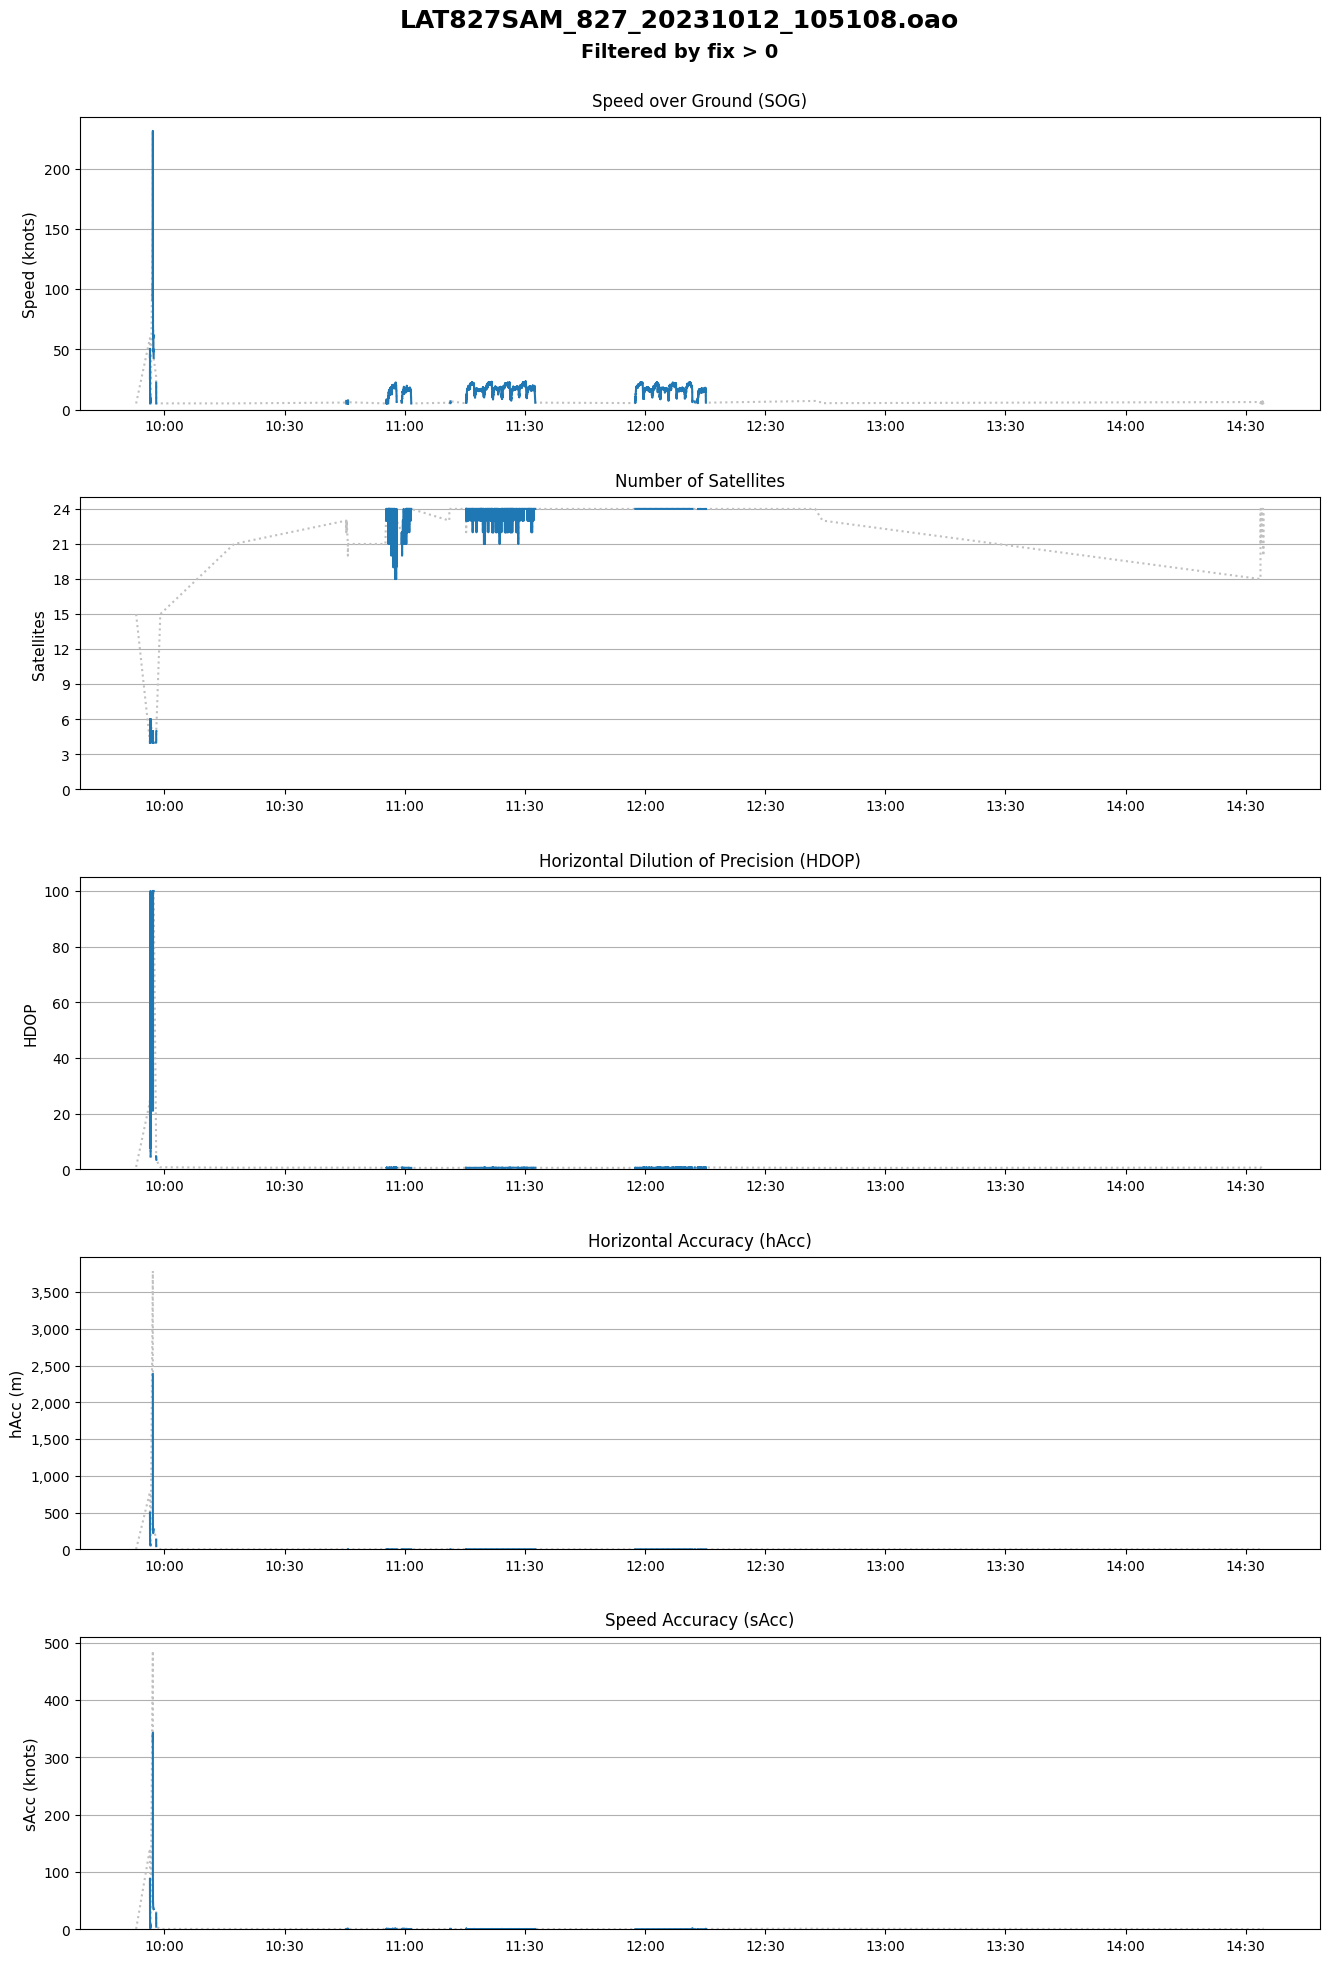 LAT827SAM_827_20231012_105108.oao
Filtered by fix > 0
Speed over Ground (SOG)
Speed (knots)
200
150
100
50
0
10:00 10:30 11:00 11:30 12:00 12:30 13:00 13:30 14:00 14:30
Number of Satellites
Satellites
24
21
18
15
12
9
6
3
0
10:00 10:30 11:00 11:30 12:00 12:30 13:00 13:30 14:00 14:30
Horizontal Dilution of Precision (HDOP)
HDOP
100
80
60
40
20
0
10:00 10:30 11:00 11:30 12:00 12:30 13:00 13:30 14:00 14:30
Horizontal Accuracy (hAcc)
hAcc (m)
3,500
3,000
2,500
2,000
1,500
1,000
500
0
10:00 10:30 11:00 11:30 12:00 12:30 13:00 13:30 14:00 14:30
Speed Accuracy (sAcc)
sAcc (knots)
500
400
300
200
100
0
10:00 10:30 11:00 11:30 12:00 12:30 13:00 13:30 14:00 14:30